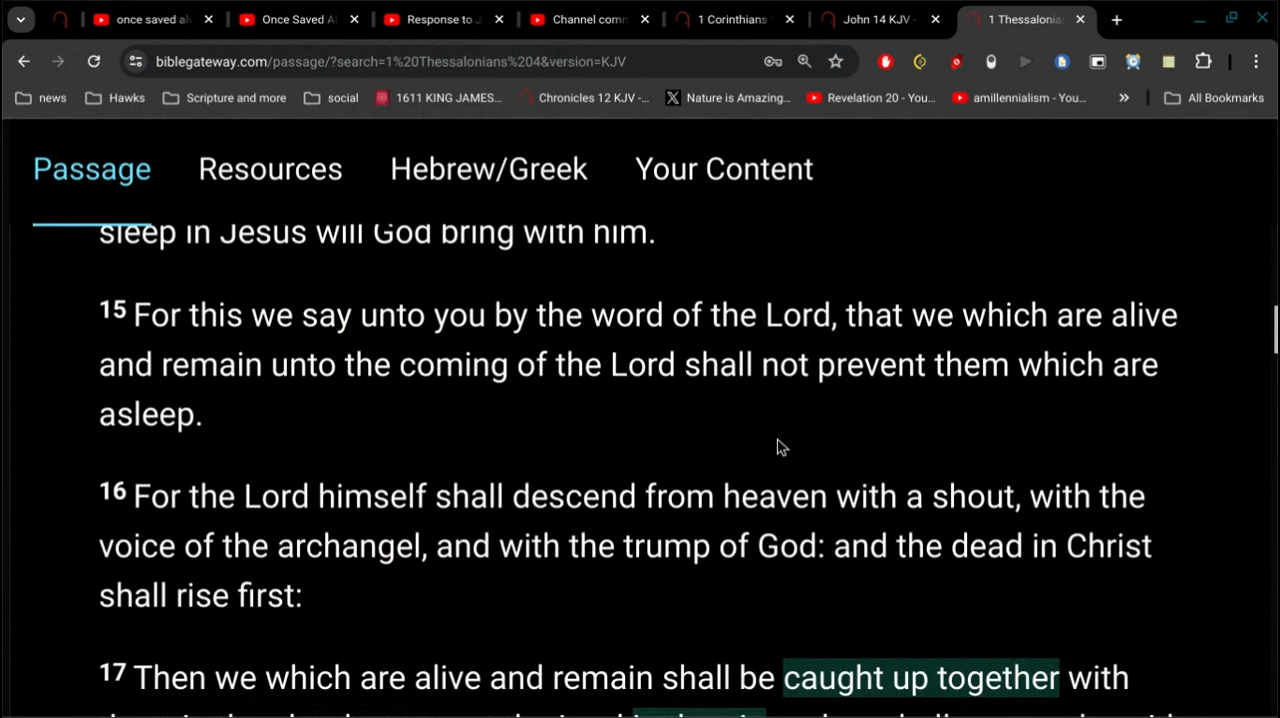 once saved al
Once Saved Al
Response to J
Channel com
1 Corinthians
John 14 KJV -
1 Thessalonia
biblegateway.com/passage/?search=1%20Thessalonians%204&version=KJV
news
Hawks
Scripture and more
social
1611 KING JAMES...
Chronicles 12 KJV -...
Nature is Amazing...
Revelation 20 - You...
amillennialism - You...
»
All Bookmarks
Passage
Resources
Hebrew/Greek
Your Content
sleep in Jesus will God bring with him.
15 For this we say unto you by the word of the Lord, that we which are alive
and remain unto the coming of the Lord shall not prevent them which are
asleep.
16 For the Lord himself shall descend from heaven with a shout, with the
voice of the archangel, and with the trump of God: and the dead in Christ
shall rise first:
17 Then we which are alive and remain shall be caught up together with